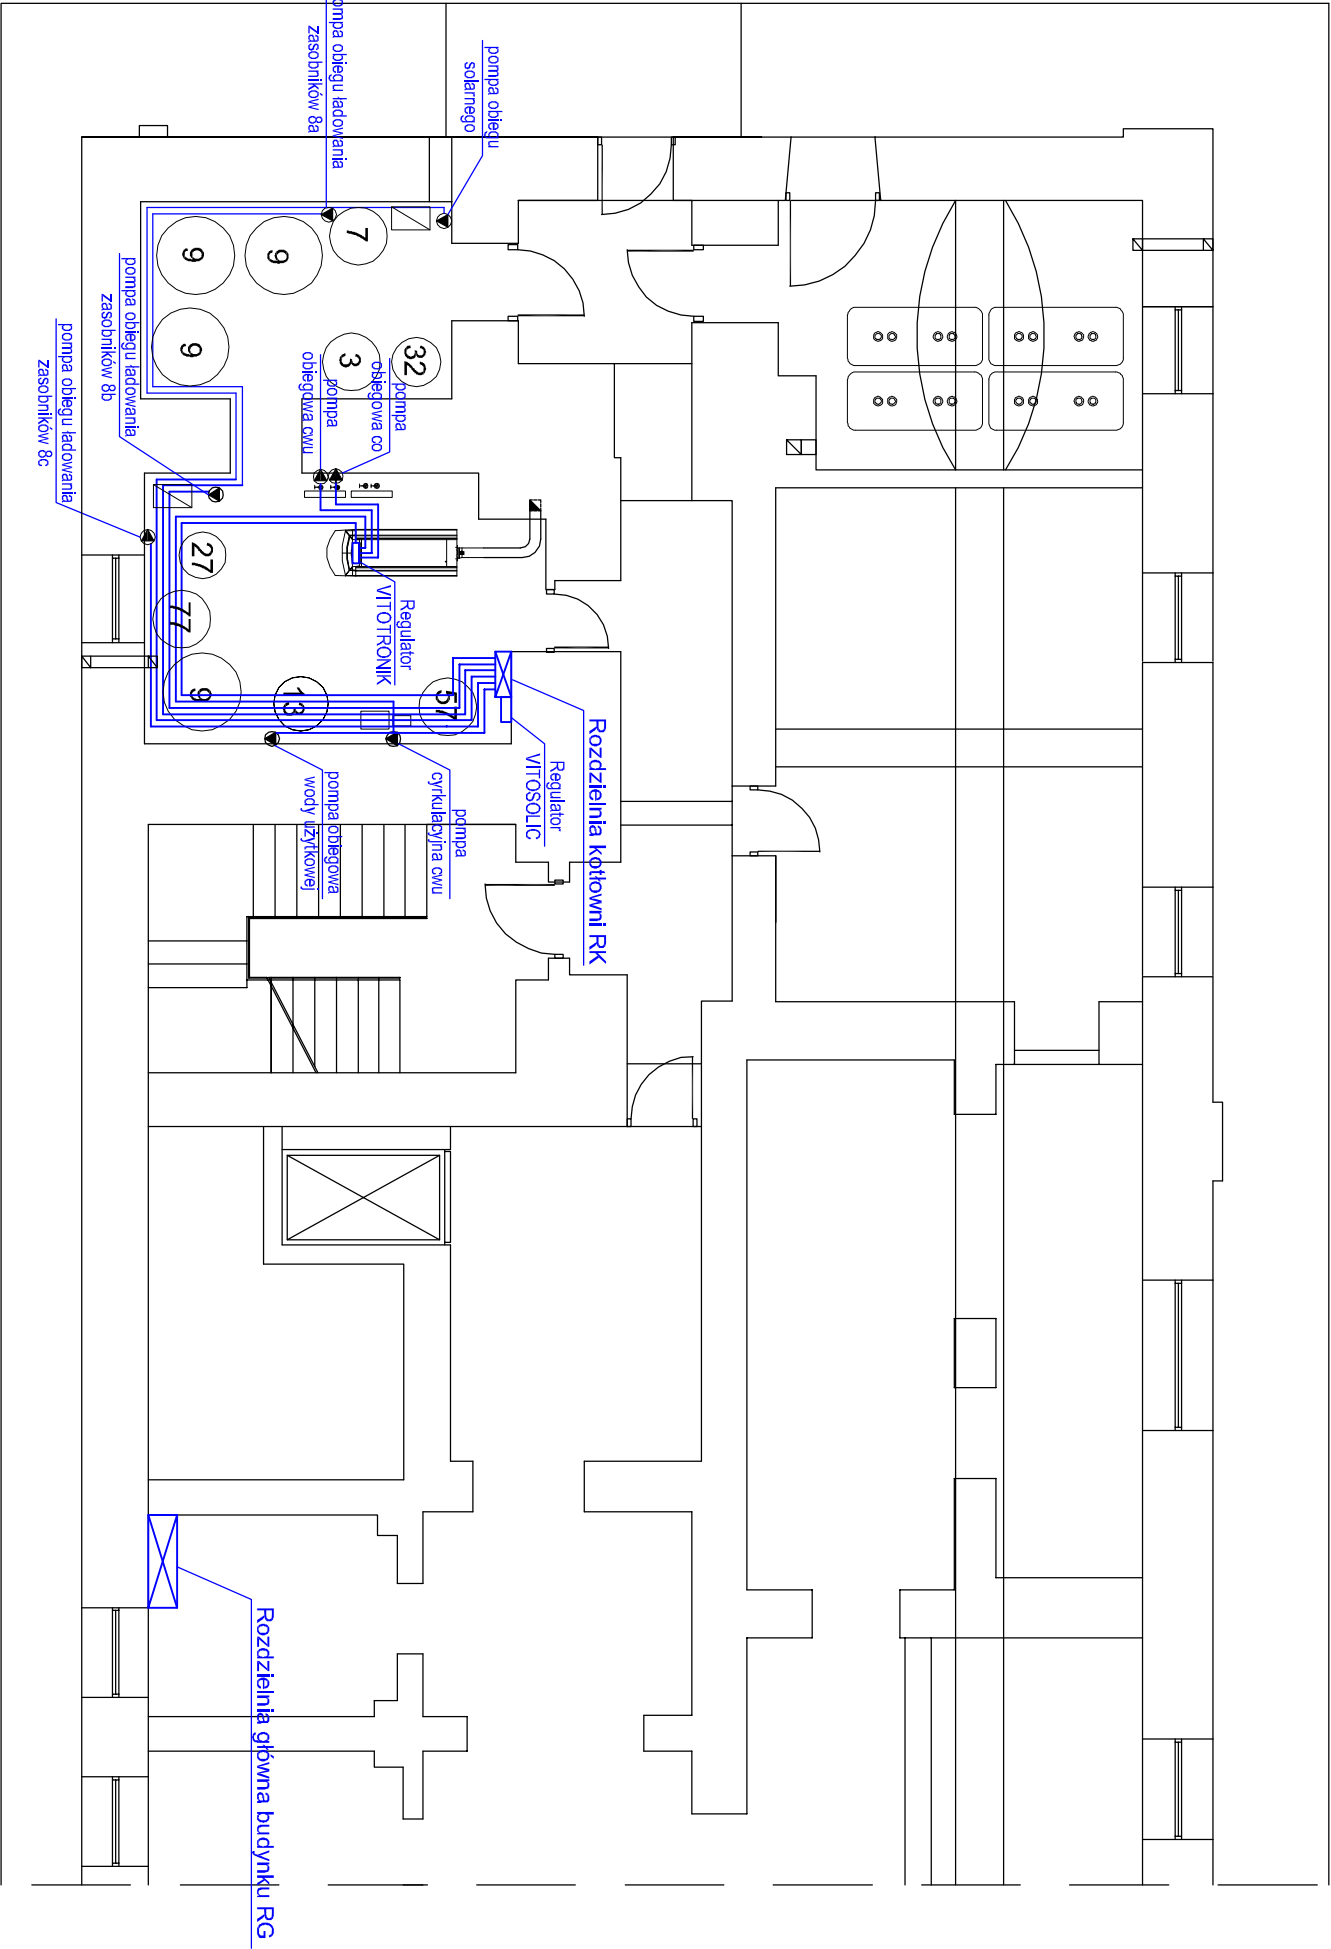 pompa obiegu
solarnego
ompa obiegu ładowania
zasobników 8a
pompa obiegu ładowania
zasobników 8b
pompa obiegu ładowania
zasobników 8c
7
9
9
9
3
32
pompa
obiegowa co
pompa
obiegowa cwu
27
77
9
13
57
Regulator
VITOTRONIK
Regulator
VITOSOLIC
Rozdzielnia kotłowni RK
pompa
cyrkulacyjna cwu
pompa obiegowa
wody użytkowej
Rozdzielnia główna budynku RG